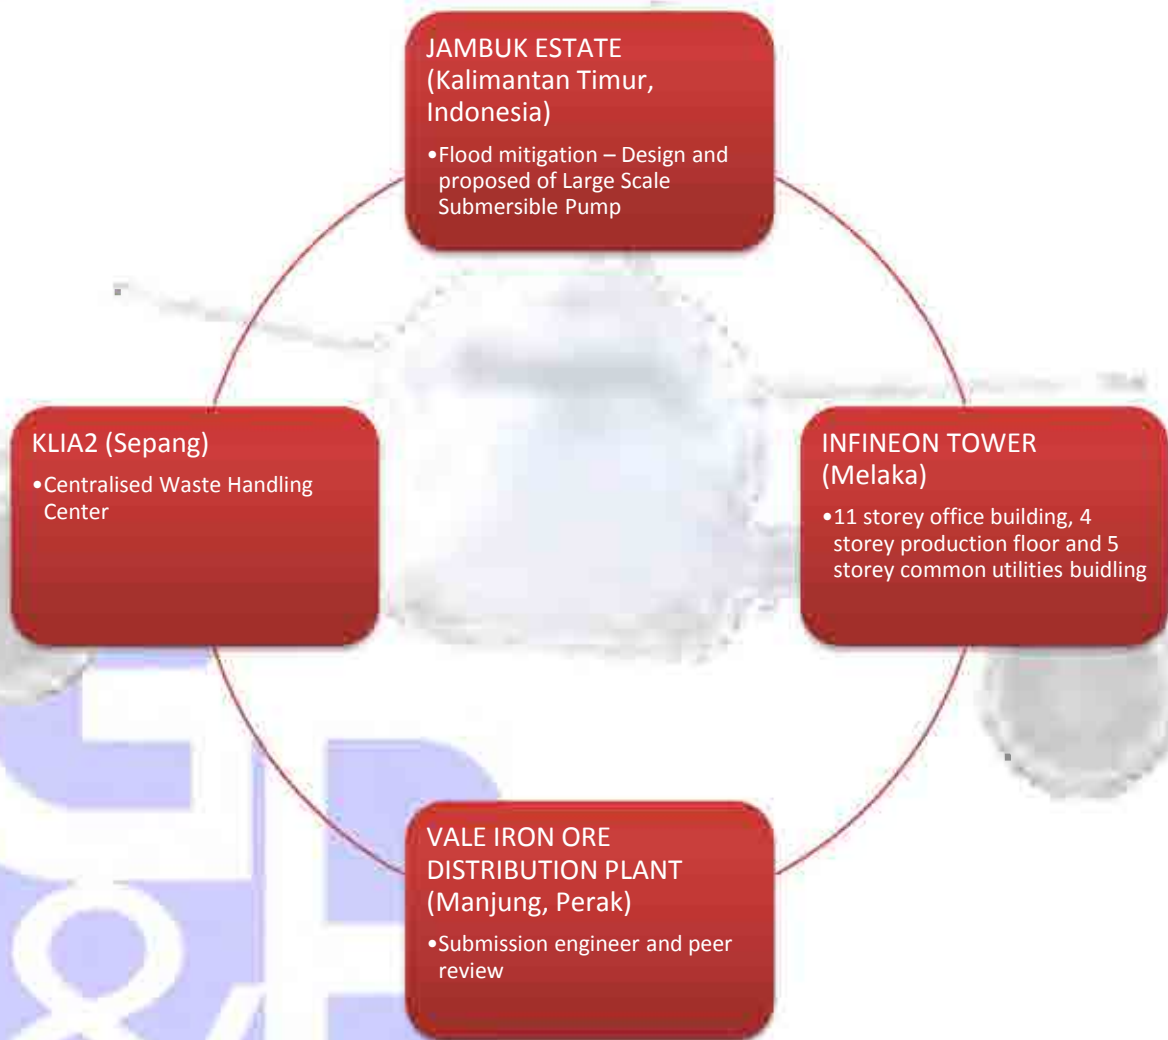 JAMBUK ESTATE
(Kalimantan Timur,
Indonesia)
•Flood mitigation – Design and
proposed of Large Scale
Submersible Pump
KLIA2 (Sepang)
•Centralised Waste Handling
Center
INFINEON TOWER
(Melaka)
•11 storey office building, 4
storey production floor and 5
storey common utilities buidling
VALE IRON ORE
DISTRIBUTION PLANT
(Manjung, Perak)
•Submission engineer and peer
review
&